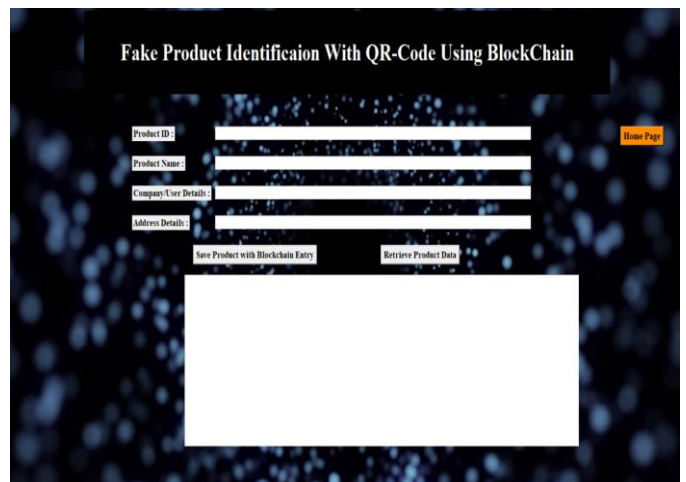 Fake Product Identificaion With QR-Code Using BlockChain
Product ID :
Home Page
Product Name :
Company/User Details :
Address Details :
Save Product with Blockchain Entry
Retrieve Product Data